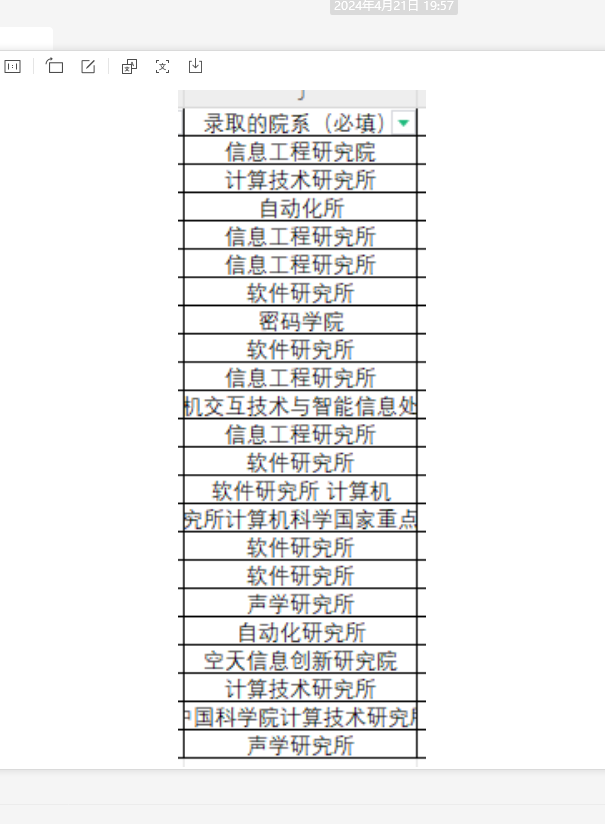 2024年4月21日 19:57
J
录取的院系（必填）
信息工程研究院
计算技术研究所
自动化所
信息工程研究所
信息工程研究所
软件研究所
密码学院
软件研究所
信息工程研究所
机交互技术与智能信息处
信息工程研究所
软件研究所
软件研究所 计算机
究所计算机科学国家重点
软件研究所
软件研究所
声学研究所
自动化研究所
空天信息创新研究院
计算技术研究所
国科学院计算技术研究
声学研究所